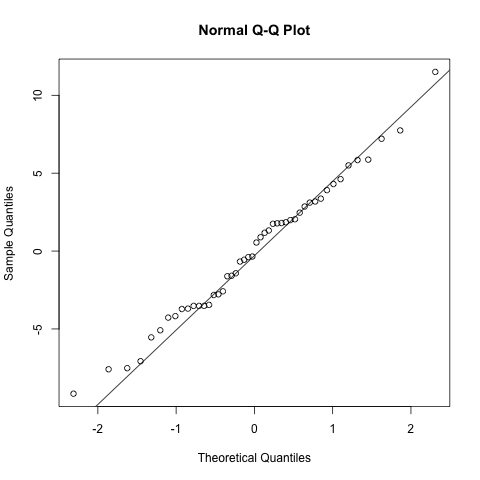 Normal Q-Q Plot
Sample Quantiles
10
5
0
-5
-2 -1 0 1 2
Theoretical Quantiles